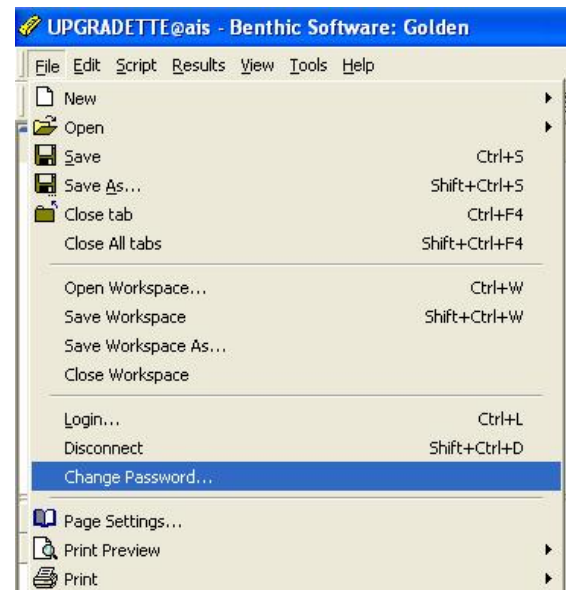 UPGRADETTE@ais - Benthic Software: Golden
File Edit Script Results View Tools Help
New
Open
Save Ctrl+S
Save As... Shift+Ctrl+S
Close tab Ctrl+F4
Close All tabs Shift+Ctrl+F4
Open Workspace... Ctrl+W
Save Workspace Shift+Ctrl+W
Save Workspace As...
Close Workspace
Login... Ctrl+L
Disconnect Shift+Ctrl+D
Change Password...
Page Settings...
Print Preview
Print